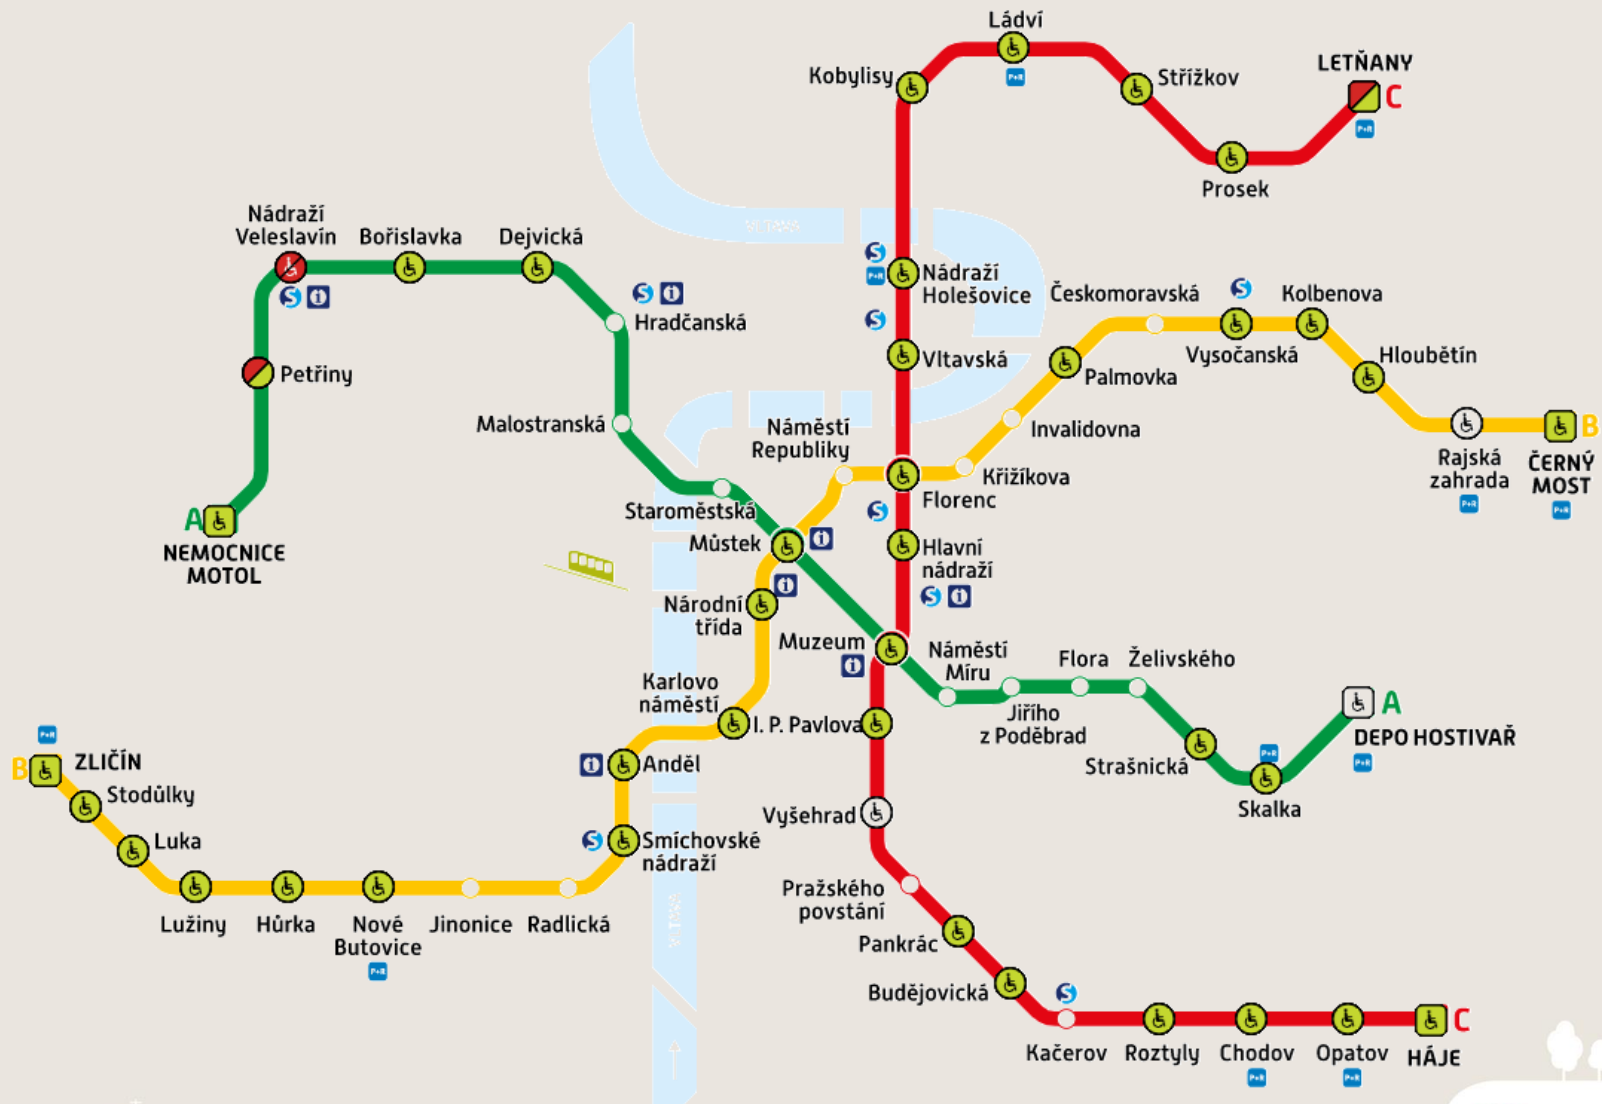 Ládví
Kobylisy
Střížkov
LETŇANY
C
P+R
P+R
Prosek
Nádraží
Veleslavín
Bořislavka
Dejvická
S
i
S
i
Hradčanská
Petřiny
VLTAVA
S
P+R
Nádraží
Holešovice
S
Vltavská
Českomoravská
S
Kolbenova
Vysočanská
Hloubětín
Palmovka
Malostranská
Náměstí
Republiky
Invalidovna
Křižíkova
Rajská
zahrada
P+R
ČERNÝ
MOST
B
P+R
A
NEMOCNICE
MOTOL
Staroměstská
Můstek
i
Florenc
S
Hlavní
nádraží
S
i
i
Národní
třída
Muzeum
i
Náměstí
Míru
Flora
Želivského
Jiřího
z Poděbrad
Karlovo
náměstí
I. P. Pavlova
A
DEPO HOSTIVAŘ
P+R
Strašnická
P+R
Skalka
P+R
B
ZLIČÍN
Stodůlky
Luka
Lužiny
Hůrka
Nové
Butovice
P+R
Jinonice
Radlická
i
Anděl
S
Smíchovské
nádraží
VLTAVA
Vyšehrad
Pražského
povstání
Pankrác
Budějovická
S
Kačerov
Roztyly
Chodov
P+R
Opatov
P+R
HÁJE
C